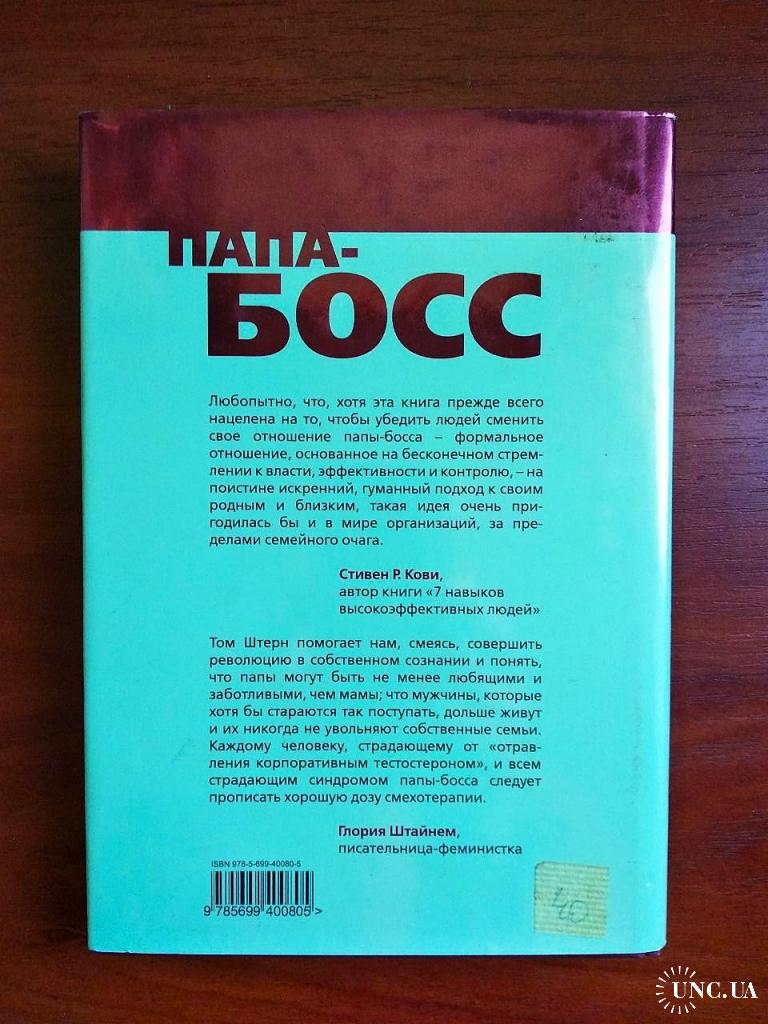 ПАПА-
БОСС
Любопытно, что, хотя эта книга прежде всего
нацелена на то, чтобы убедить людей сменить
свое отношение папы-босса – формальное
отношение, основанное на бесконечном стрем-
лении к власти, эффективности и контролю, – на
поистине искренний, гуманный подход к своим
родным и близким, такая идея очень при-
годилась бы и в мире организаций, за пре-
делами семейного очага.
Стивен Р. Кови,
автор книги «7 навыков
высокоэффективных людей»
Том Штерн помогает нам, смеясь, совершить
революцию в собственном сознании и понять,
что папы могут быть не менее любящими и
заботливыми, чем мамы; что мужчины, которые
хотя бы стараются так поступать, дольше живут
и их никогда не увольняют собственные семьи.
Каждому человеку, страдающему от «отрав-
ления корпоративным тестостероном», и всем
страдающим синдромом папы-босса следует
прописать хорошую дозу смехотерапии.
Глория Штайнем,
писательница-феминистка
ISBN 978-5-699-40080-5
9 785699 400805 >
40
UNC.UA